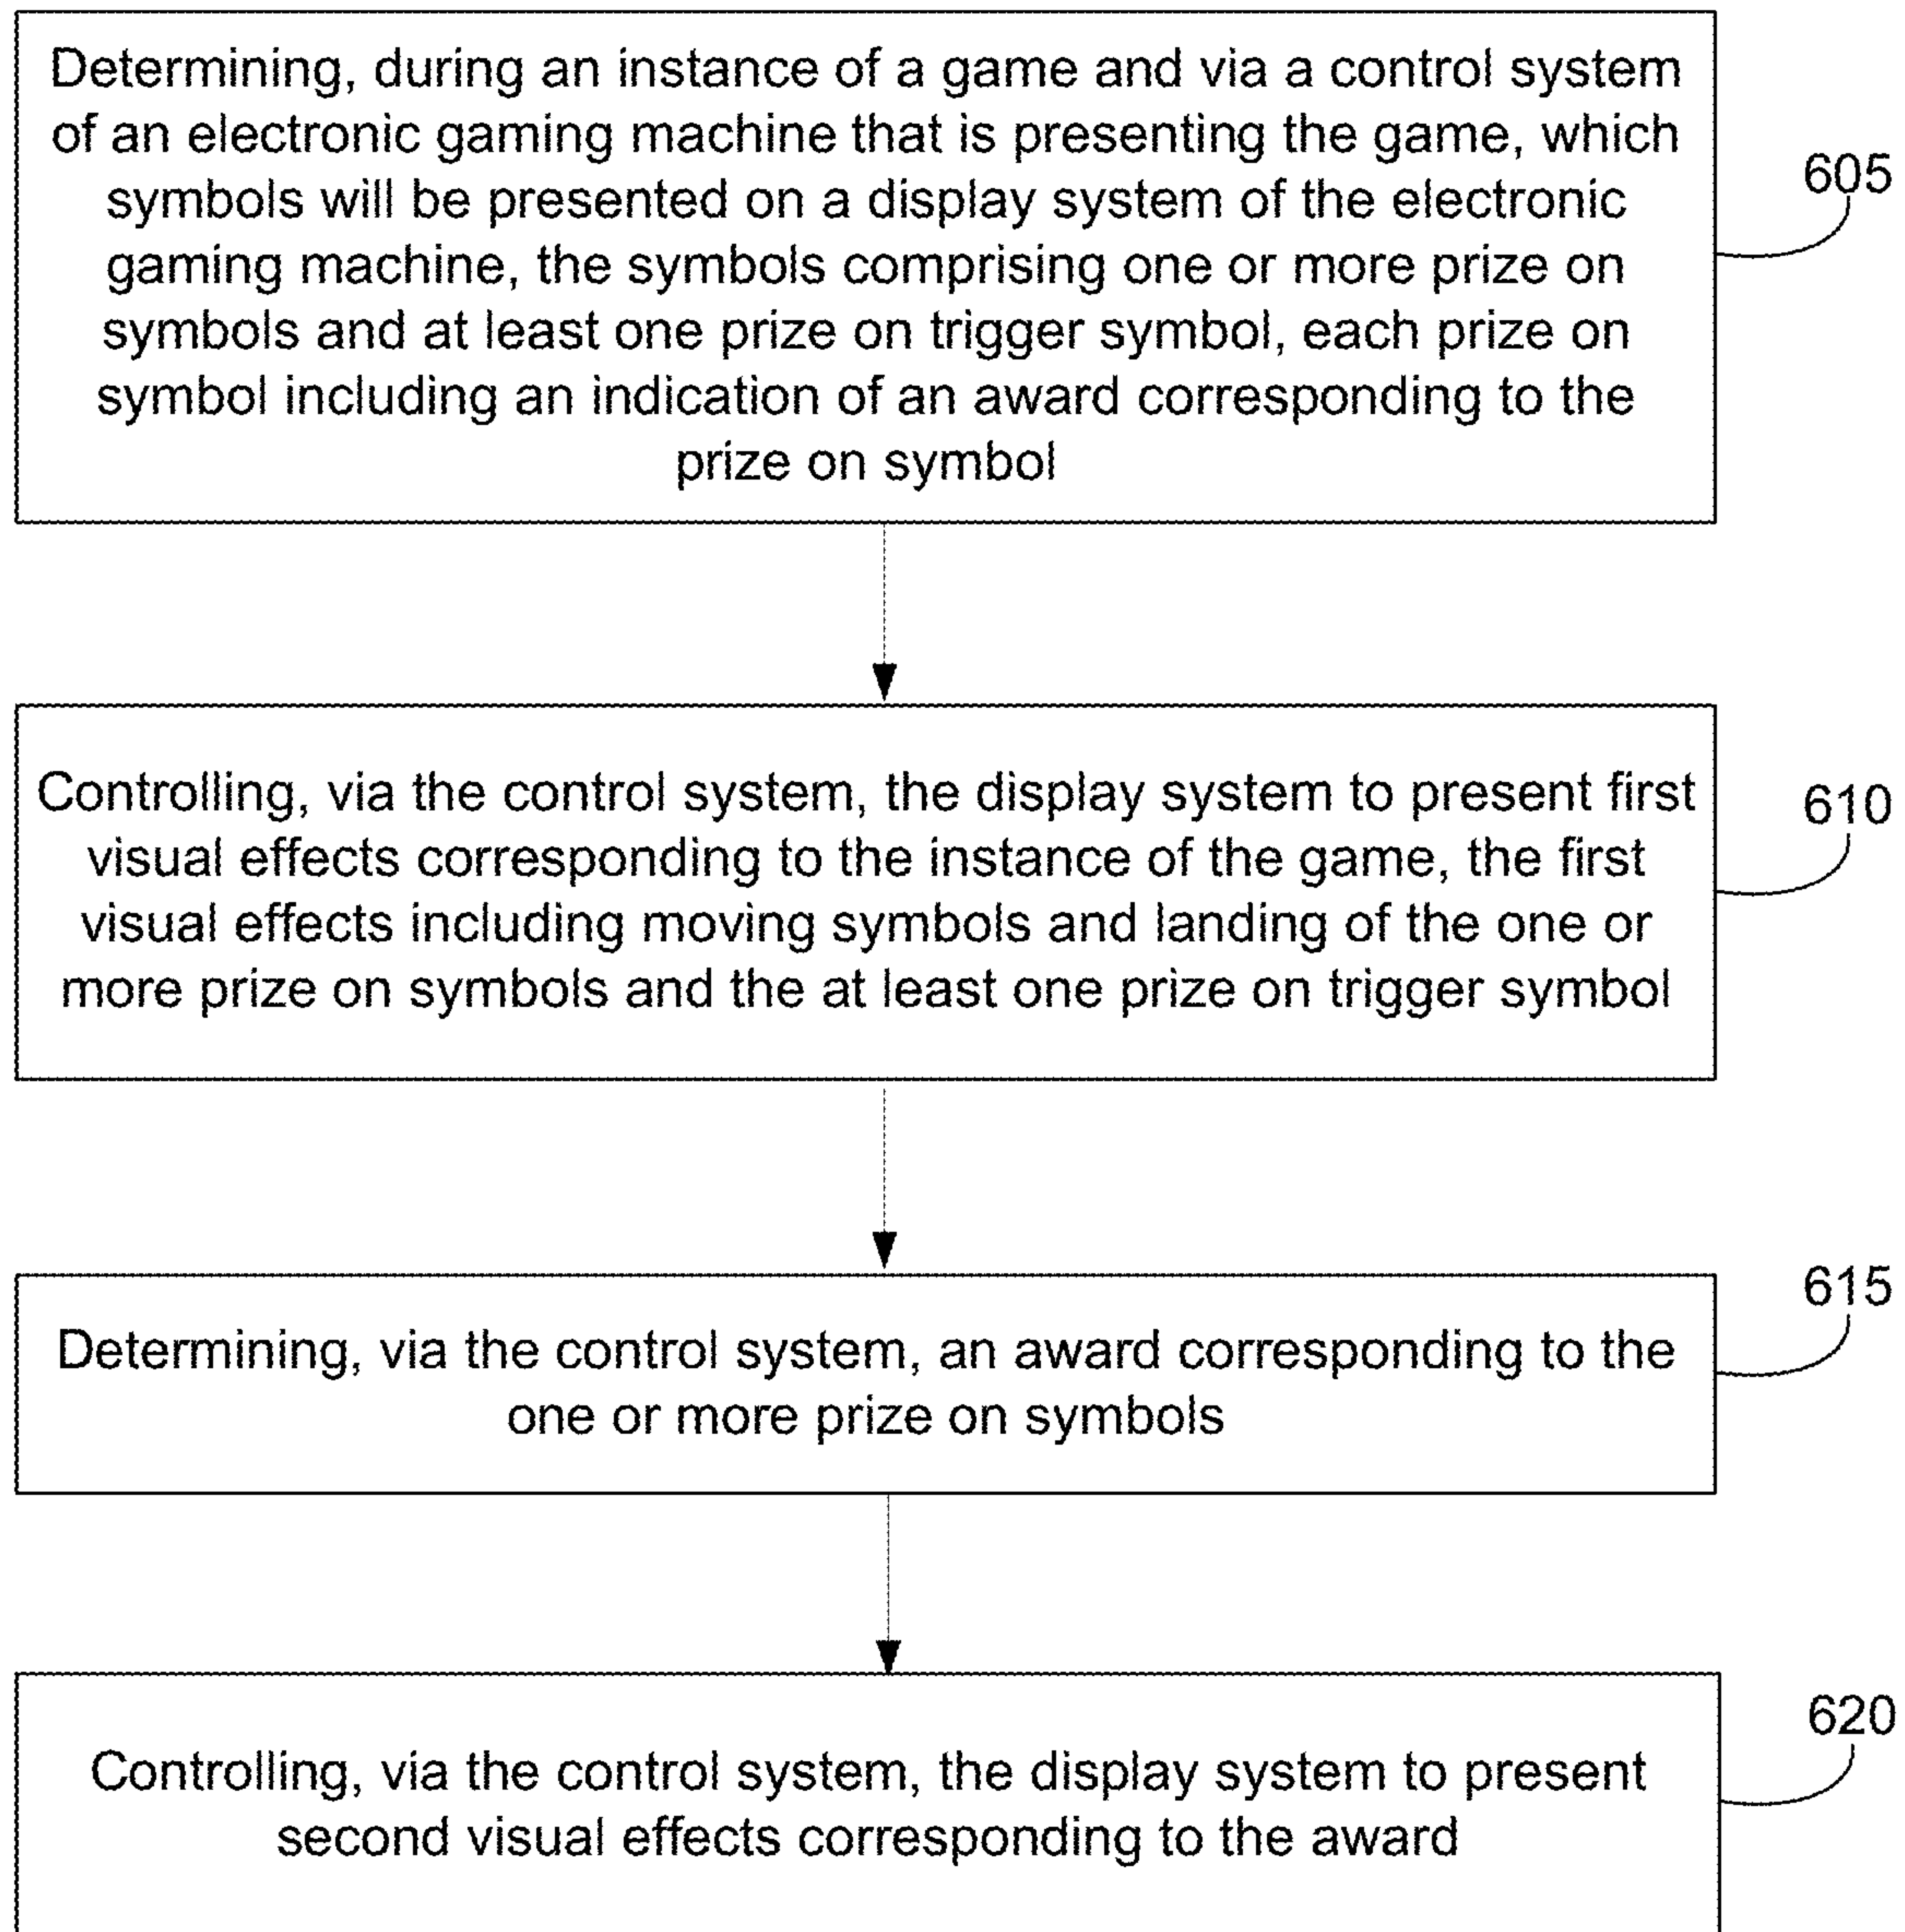 Determining, during an instance of a game and via a control system
of an electronic gaming machine that is presenting the game, which
symbols will be presented on a display system of the electronic
gaming machine, the symbols comprising one or more prize on
symbols and at least one prize on trigger symbol, each prize on
symbol including an indication of an award corresponding to the
prize on symbol
605
Controlling, via the control system, the display system to present first
visual effects corresponding to the instance of the game, the first
visual effects including moving symbols and landing of the one or
more prize on symbols and the at least one prize on trigger symbol
610
Determining, via the control system, an award corresponding to the
one or more prize on symbols
615
Controlling, via the control system, the display system to present
second visual effects corresponding to the award
620